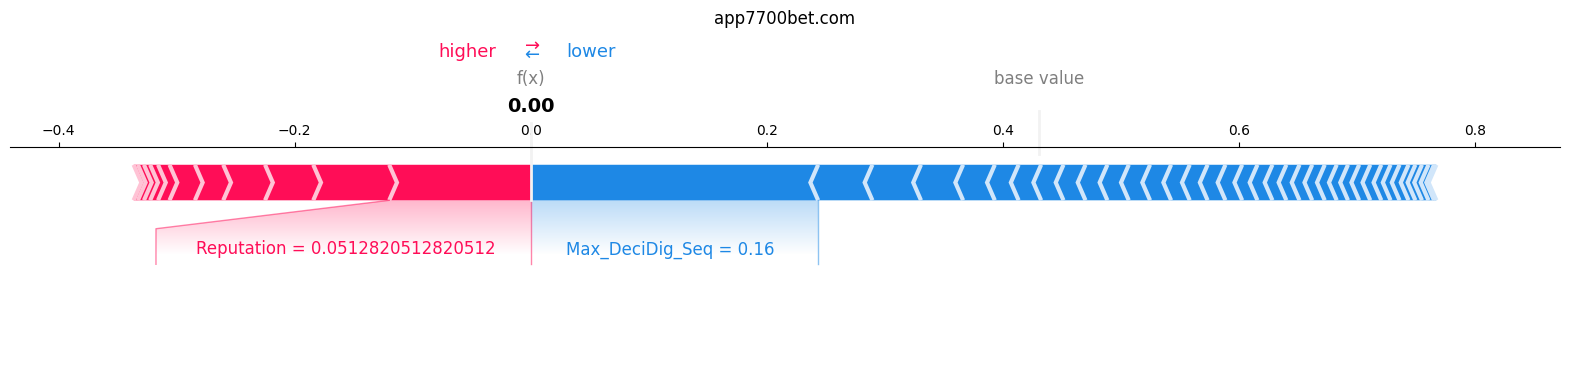 app7700bet.com
higher → lower
←
f(x) base value
0.00
−0.4 −0.2 0.0 0.2 0.4 0.6 0.8
Reputation = 0.0512820512820512 Max_DeciDig_Seq = 0.16